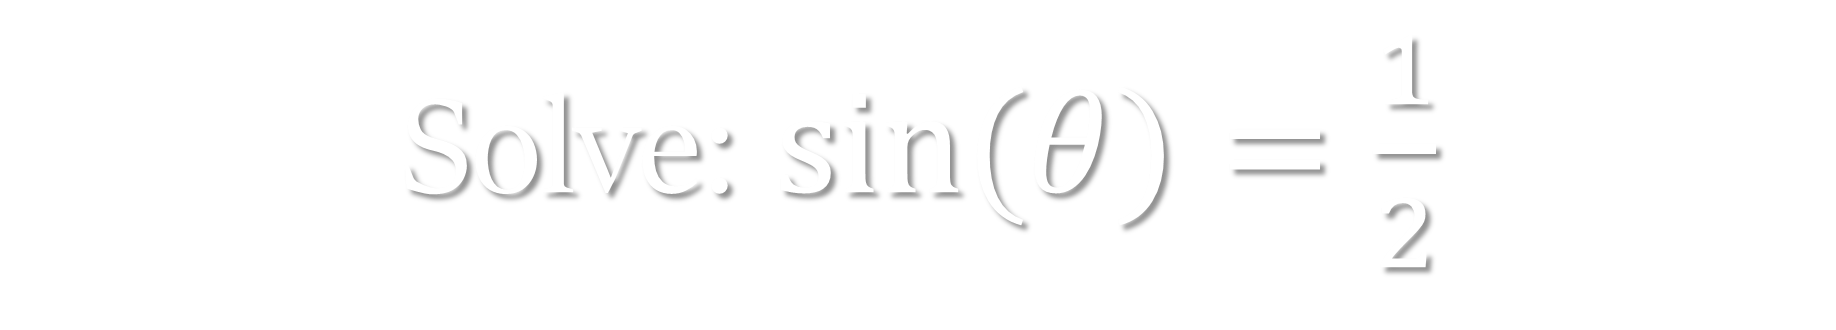 Solve: sin(θ) = 1/2